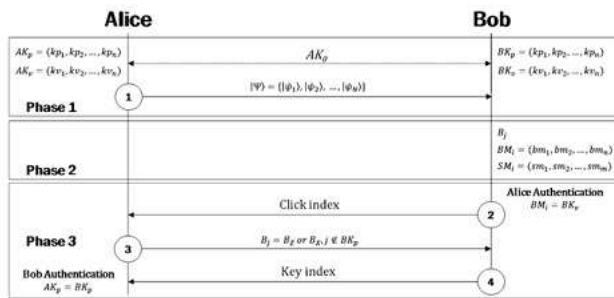 Alice Bob
AK_p = (kp_1, kp_2, ..., kp_n)
AK_v = (kv_1, kv_2, ..., kv_n)
AK_0
BK_p = (kp_1, kp_2, ..., kp_n)
BK_v = (kv_1, kv_2, ..., kv_n)
1
|Ψ⟩ = {|ψ_1⟩, |ψ_2⟩, ..., |ψ_N⟩}
Phase 1
B_j
BM_i = (bm_1, bm_2, ..., bm_n)
SM_i = (sm_1, sm_2, ..., sm_m)
Phase 2
Click index
2
Alice Authentication
BM_i = BK_v
Phase 3
3
B_j = B_Z or B_X, j ∉ BK_p
Key index
4
Bob Authentication
AK_p = BK_p